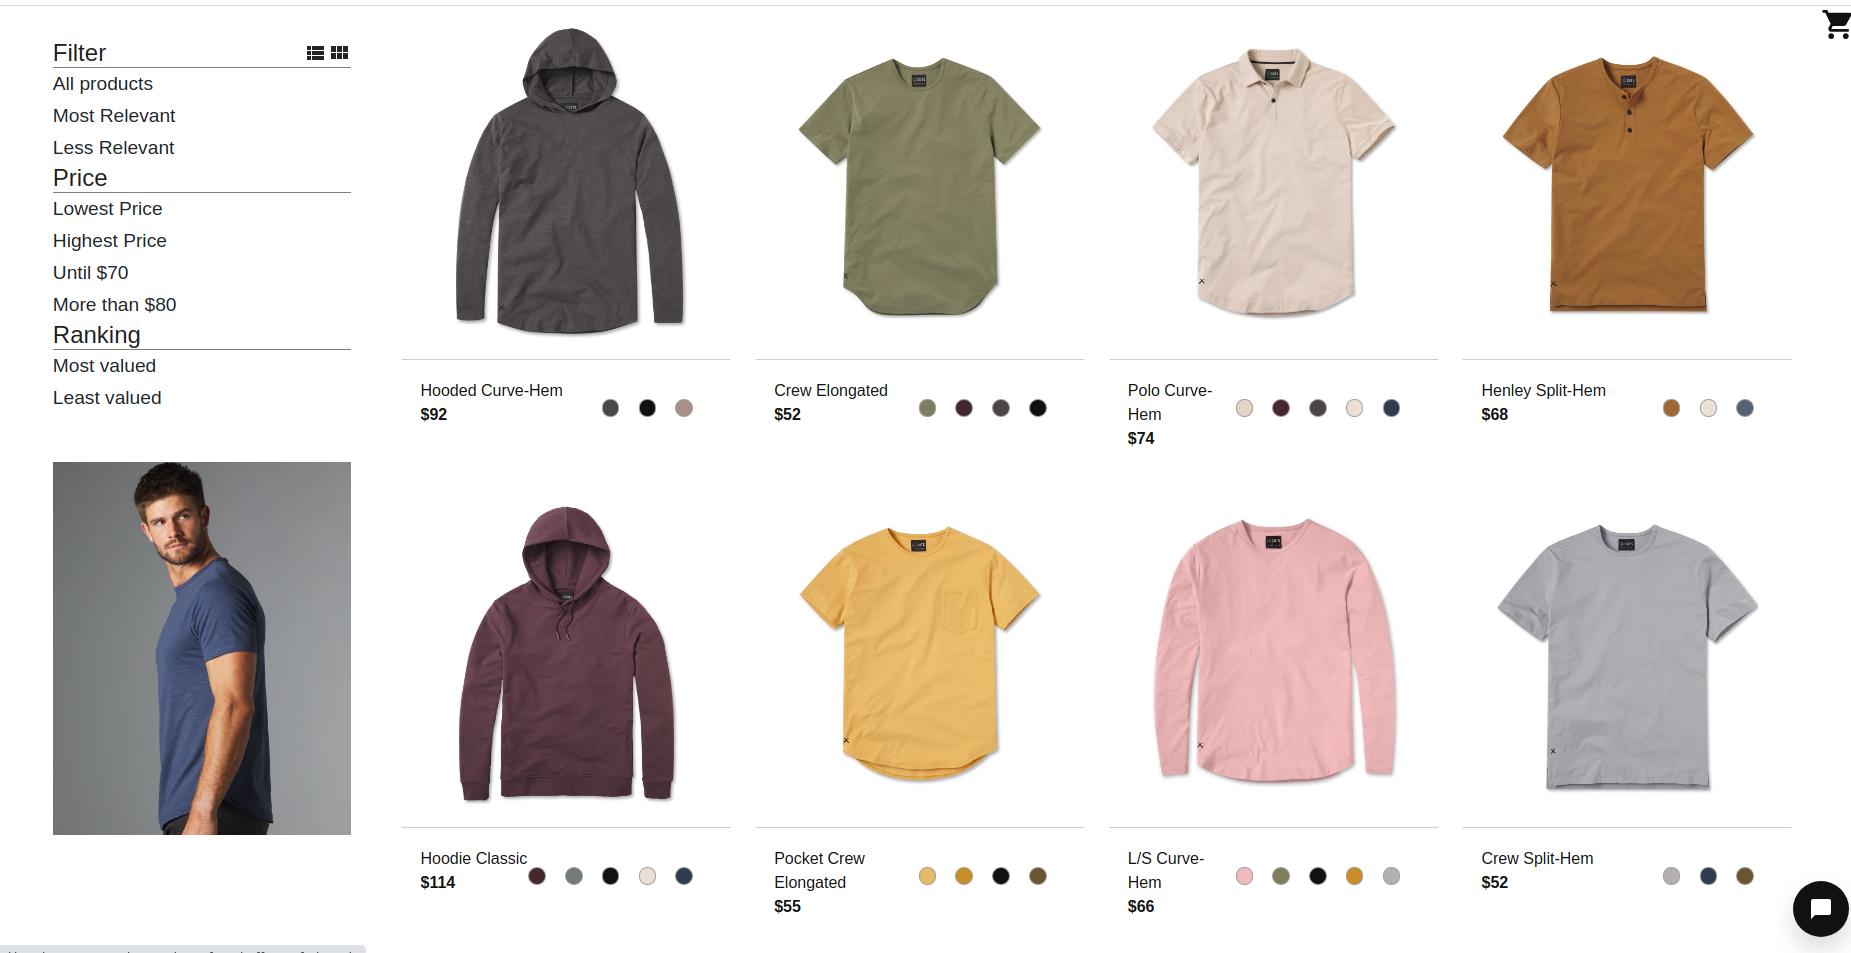 Filter
All products
Most Relevant
Less Relevant
Price
Lowest Price
Highest Price
Until $70
More than $80
Ranking
Most valued
Least valued
Hooded Curve-Hem
$92
Crew Elongated
$52
Polo Curve-
Hem
$74
Henley Split-Hem
$68
Hoodie Classic
$114
Pocket Crew
Elongated
$55
L/S Curve-
Hem
$66
Crew Split-Hem
$52